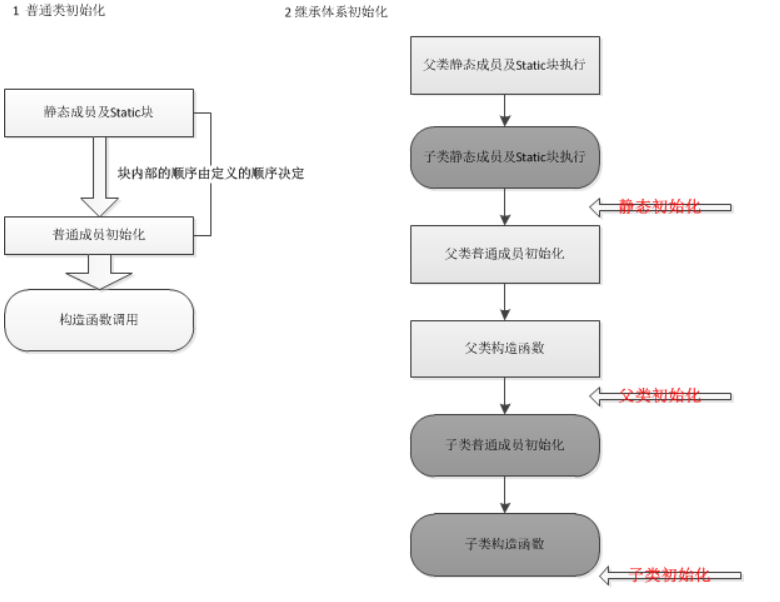 1 普通类初始化
静态成员及Static块
块内部的顺序由定义的顺序决定
普通成员初始化
构造函数调用
2 继承体系初始化
父类静态成员及Static块执行
子类静态成员及Static块执行
静态初始化
父类普通成员初始化
父类构造函数
父类初始化
子类普通成员初始化
子类构造函数
子类初始化